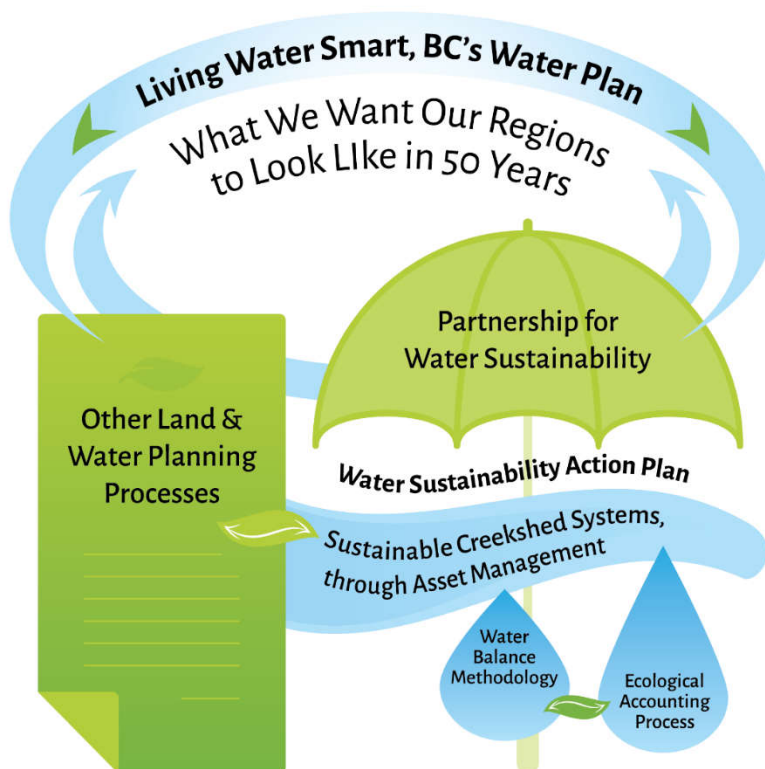 Living Water Smart, BC's Water Plan
What We Want Our Regions
to Look LIke in 50 Years
Partnership for
Water Sustainability
Other Land &
Water Planning
Processes
Water Sustainability Action Plan
Sustainable Creekshed Systems,
through Asset Management
Water
Balance
Methodology
Ecological
Accounting
Process